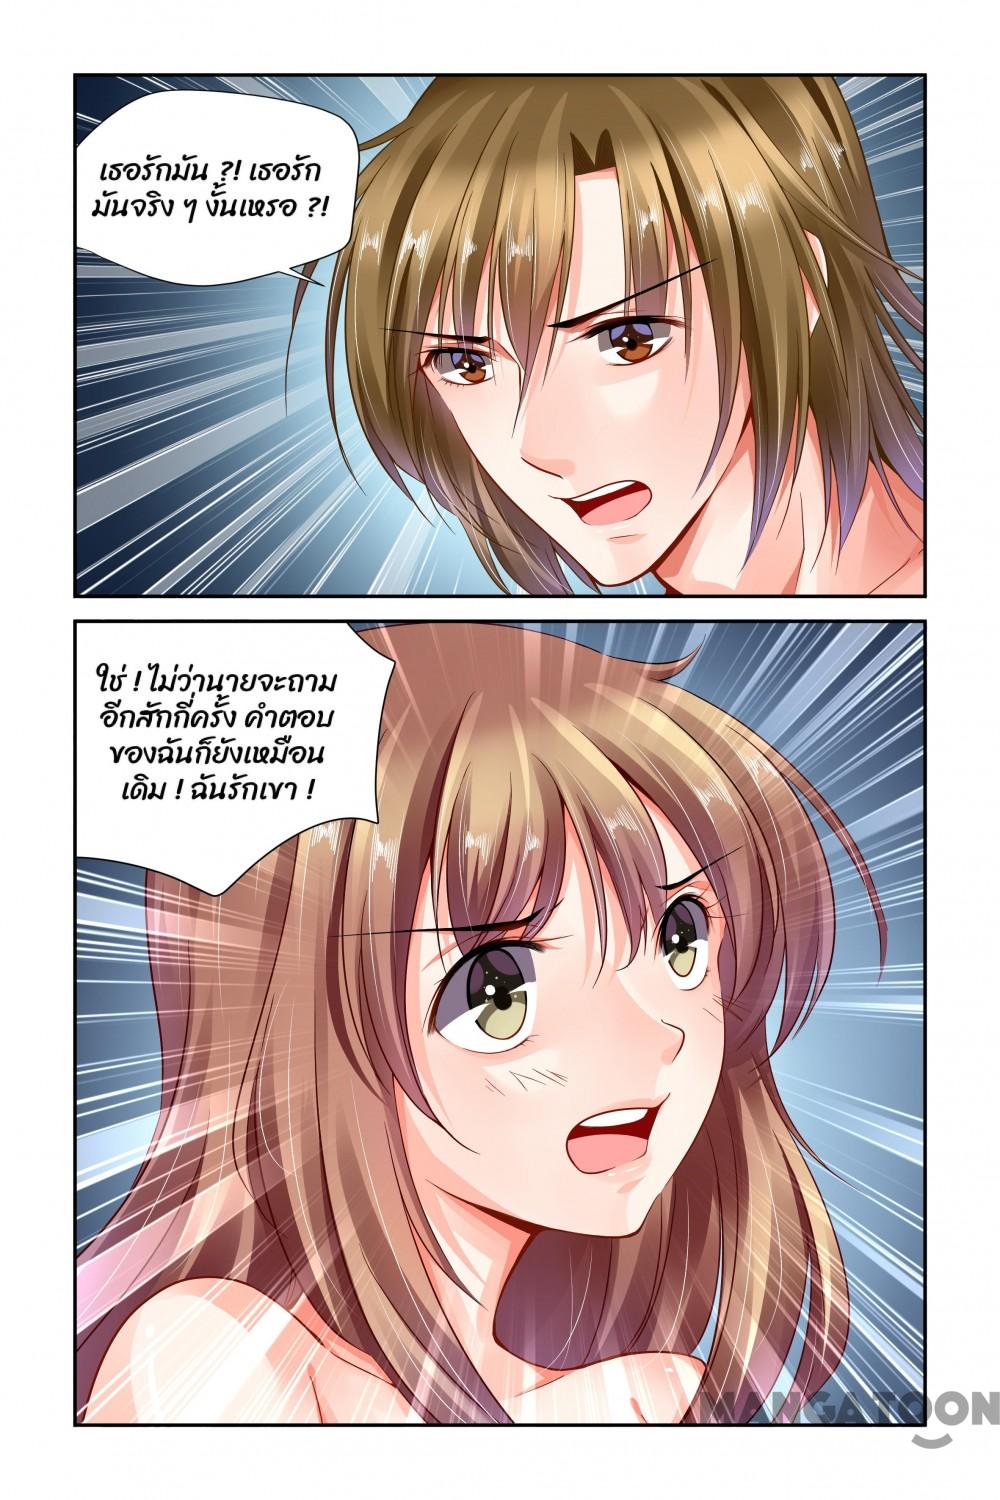 เธอรักมัน ?! เธอรัก
มันจริง ๆ งั้นเหรอ ?!
ใช่ ! ไม่ว่านายจะถาม
อีกสักกี่ครั้ง คำตอบ
ของฉันก็ยังเหมือน
เดิม ! ฉันรักเขา !
MANGATOON